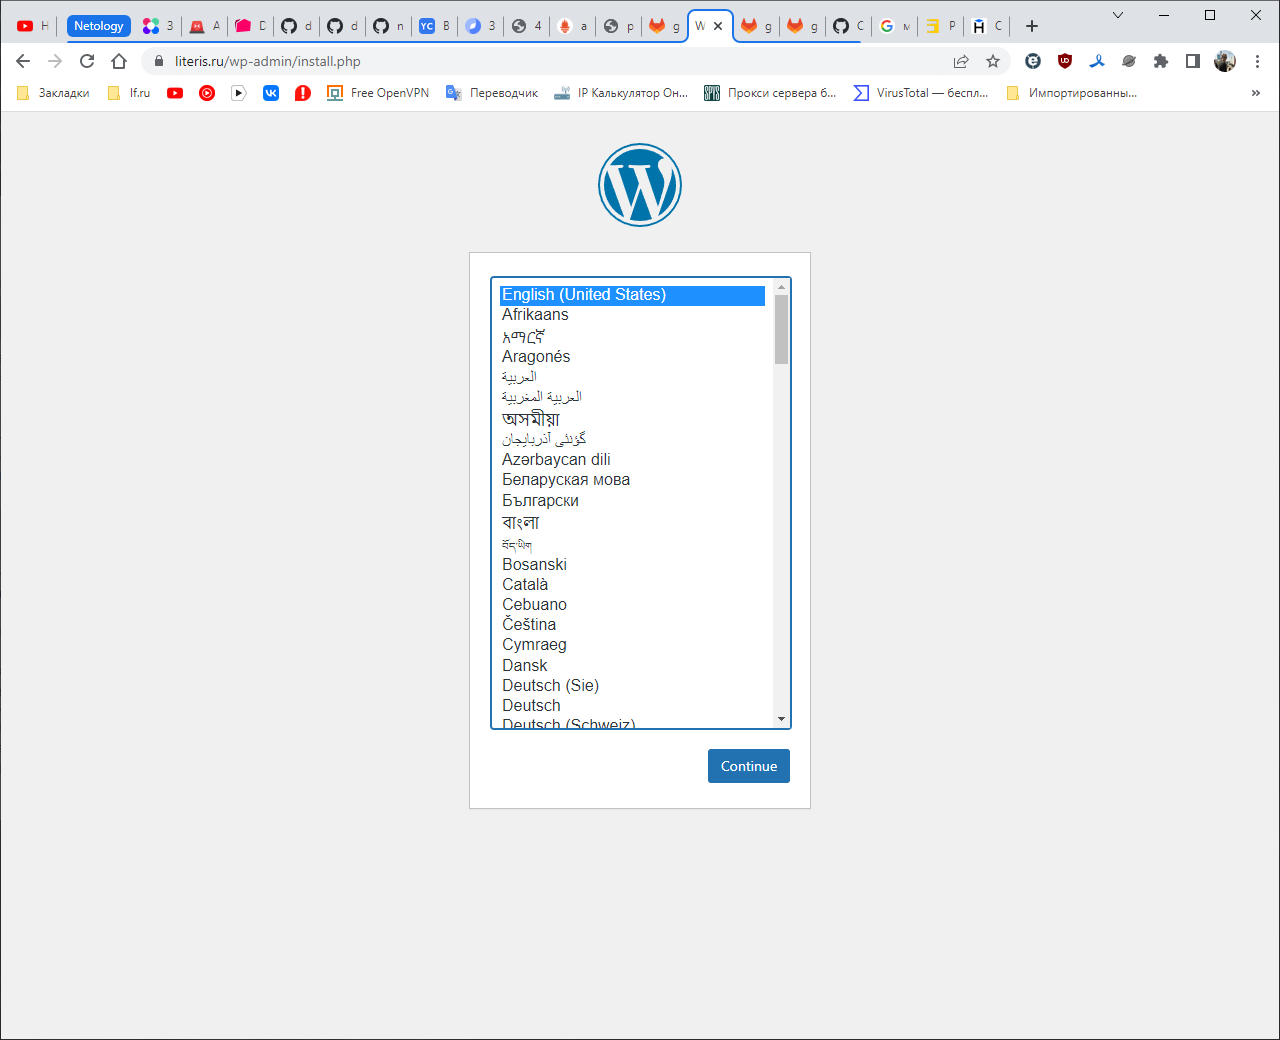 H Netology 3 A D d d n B 3 4 a p g W g g C м P C
literis.ru/wp-admin/install.php
Закладки lf.ru Free OpenVPN Переводчик IP Калькулятор Он... Прокси сервера б... VirusTotal — беспл... Импортированны...
English (United States)
Afrikaans
አማርኛ
Aragonés
العربية
العربية المغربية
অসমীয়া
گؤنئی آذربایجان
Azərbaycan dili
Беларуская мова
Български
বাংলা
བོད་ཡིག
Bosanski
Català
Cebuano
Čeština
Cymraeg
Dansk
Deutsch (Sie)
Deutsch
Deutsch (Schweiz)
Continue